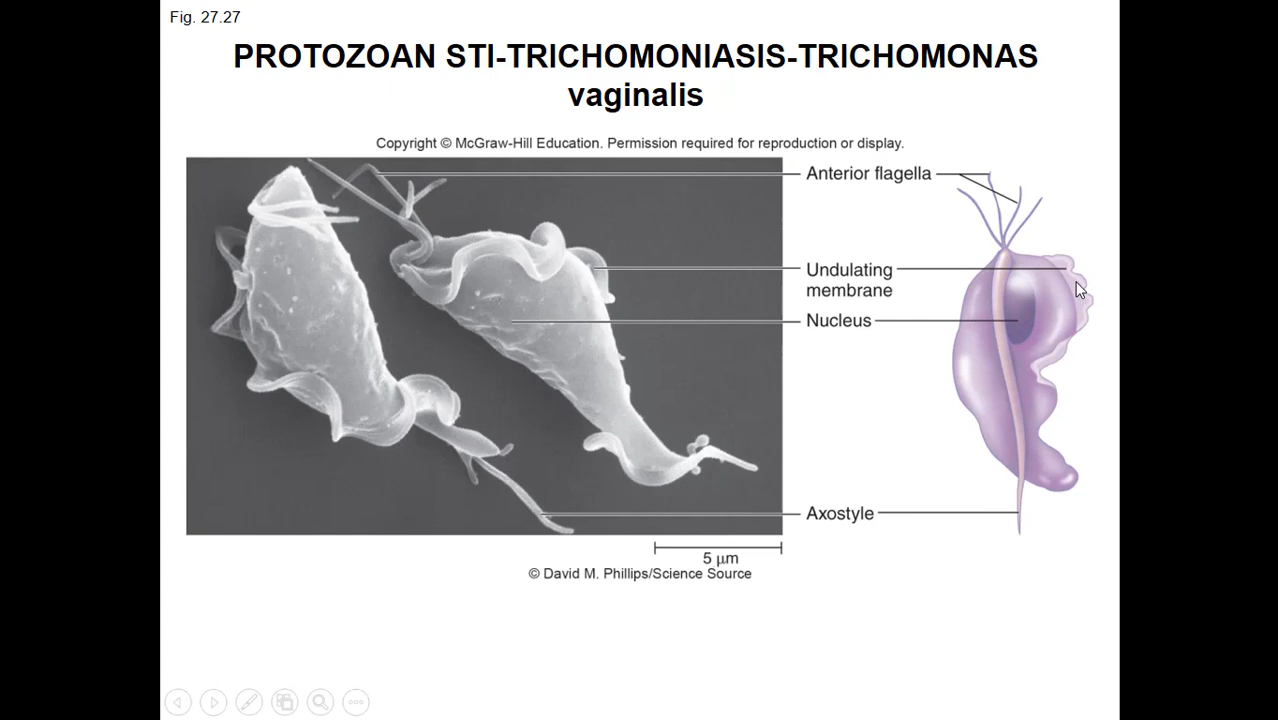 Fig. 27.27
PROTOZOAN STI-TRICHOMONIASIS-TRICHOMONAS
vaginalis
Copyright © McGraw-Hill Education. Permission required for reproduction or display.
Anterior flagella
Undulating
membrane
Nucleus
Axostyle
5 μm
© David M. Phillips/Science Source